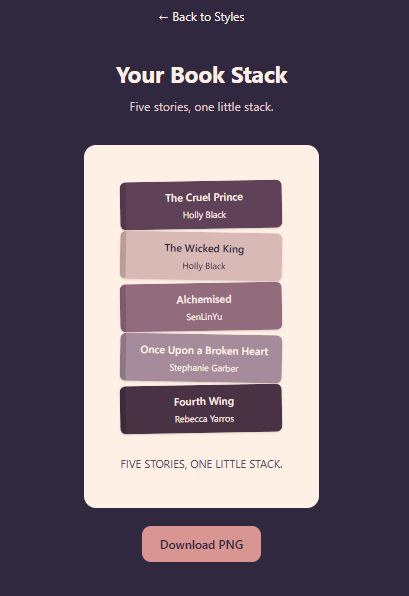 ← Back to Styles
Your Book Stack
Five stories, one little stack.
The Cruel Prince
Holly Black
The Wicked King
Holly Black
Alchemised
SenLinYu
Once Upon a Broken Heart
Stephanie Garber
Fourth Wing
Rebecca Yarros
FIVE STORIES, ONE LITTLE STACK.
Download PNG